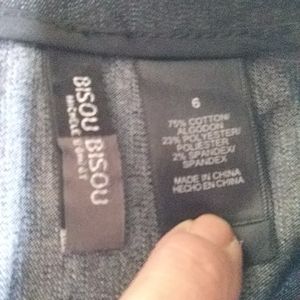 BISOU BISOU
6
75% COTTON/
ALGODON
23% POLYESTER/
POLIESTER
2% SPANDEX/
SPANDEX
MADE IN CHINA
HECHO EN CHINA